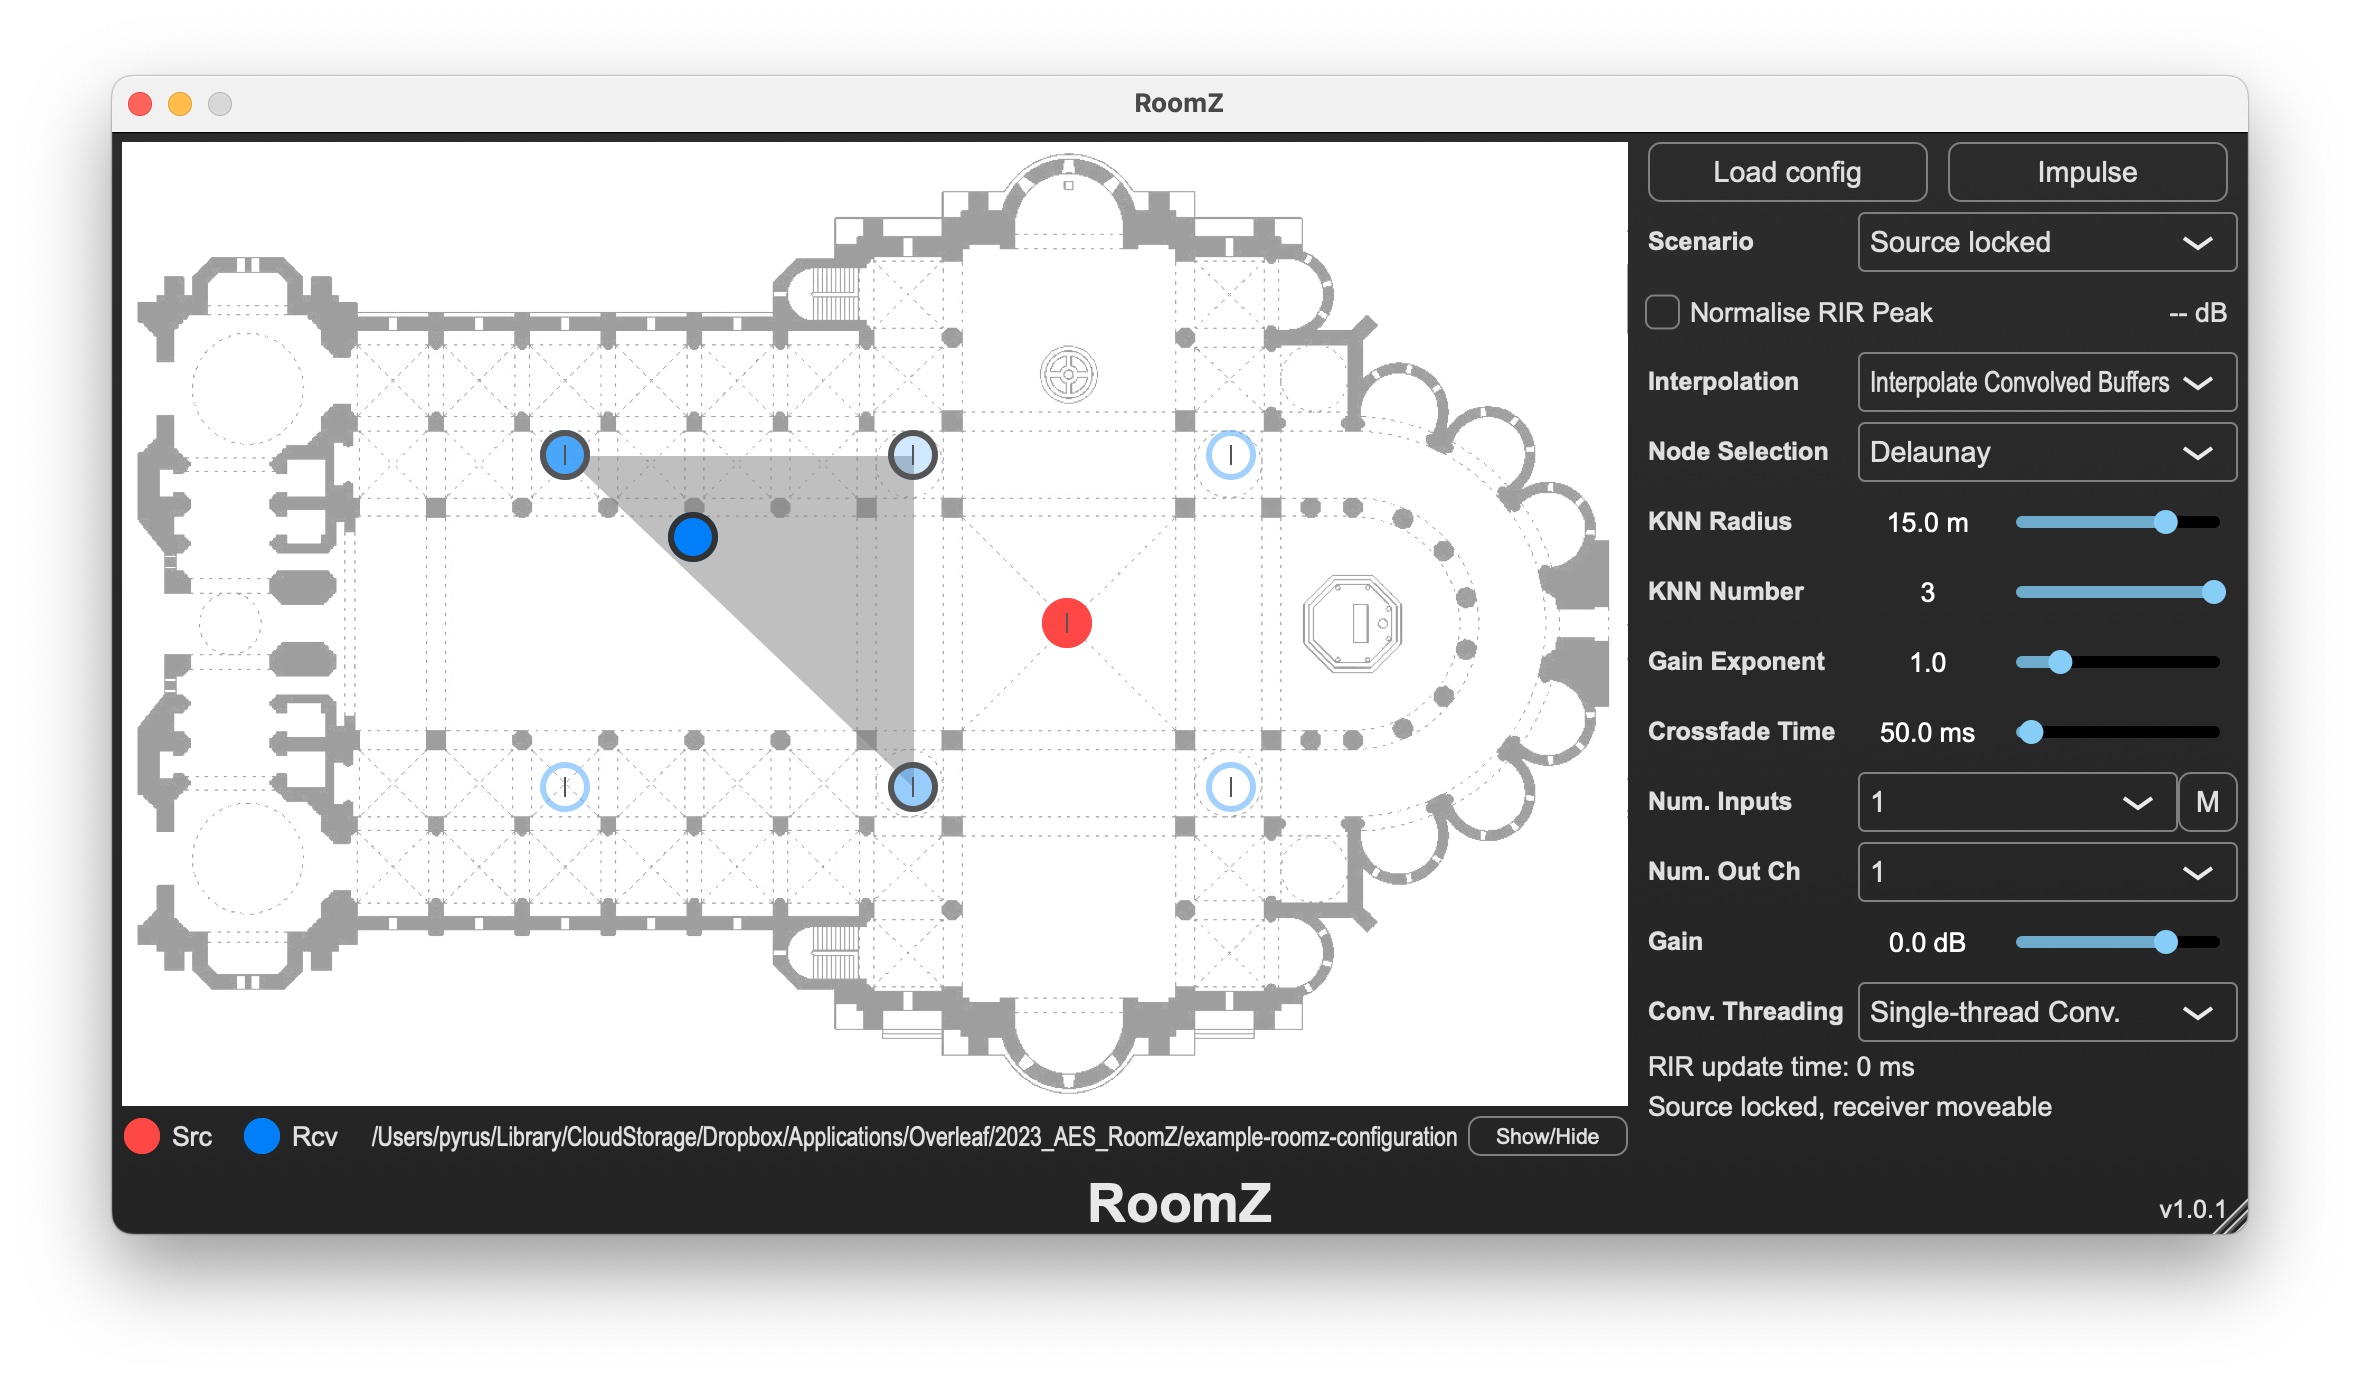 RoomZ
Load config
Impulse
Scenario
Source locked
Normalise RIR Peak
-- dB
Interpolation
Interpolate Convolved Buffers
Node Selection
Delaunay
KNN Radius
15.0 m
KNN Number
3
Gain Exponent
1.0
Crossfade Time
50.0 ms
Num. Inputs
1
M
Num. Out Ch
1
Gain
0.0 dB
Conv. Threading
Single-thread Conv.
RIR update time: 0 ms
Source locked, receiver moveable
Src
Rcv
/Users/pyrus/Library/CloudStorage/Dropbox/Applications/Overleaf/2023_AES_RoomZ/example-roomz-configuration
Show/Hide
RoomZ
v1.0.1